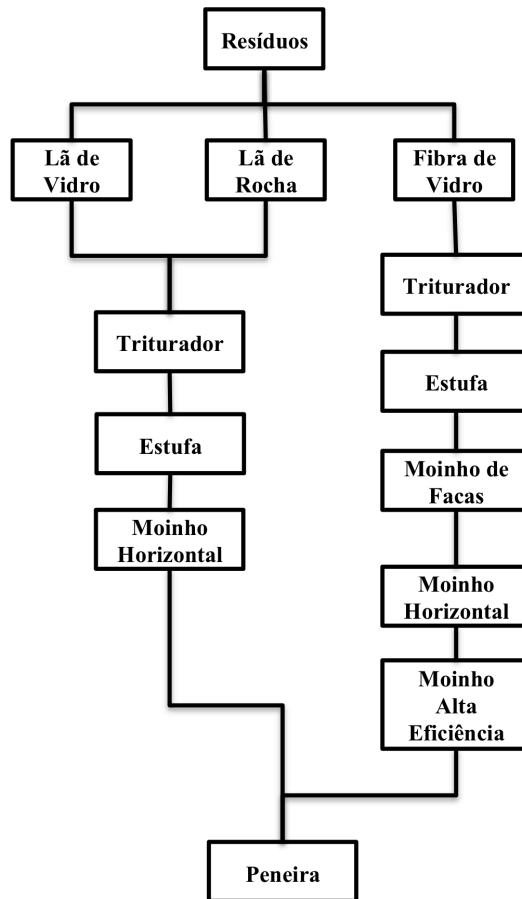 Resíduos
Lã de
Vidro
Lã de
Rocha
Fibra de
Vidro
Triturador
Estufa
Moinho
Horizontal
Triturador
Estufa
Moinho de
Facas
Moinho
Horizontal
Moinho
Alta
Eficiência
Peneira